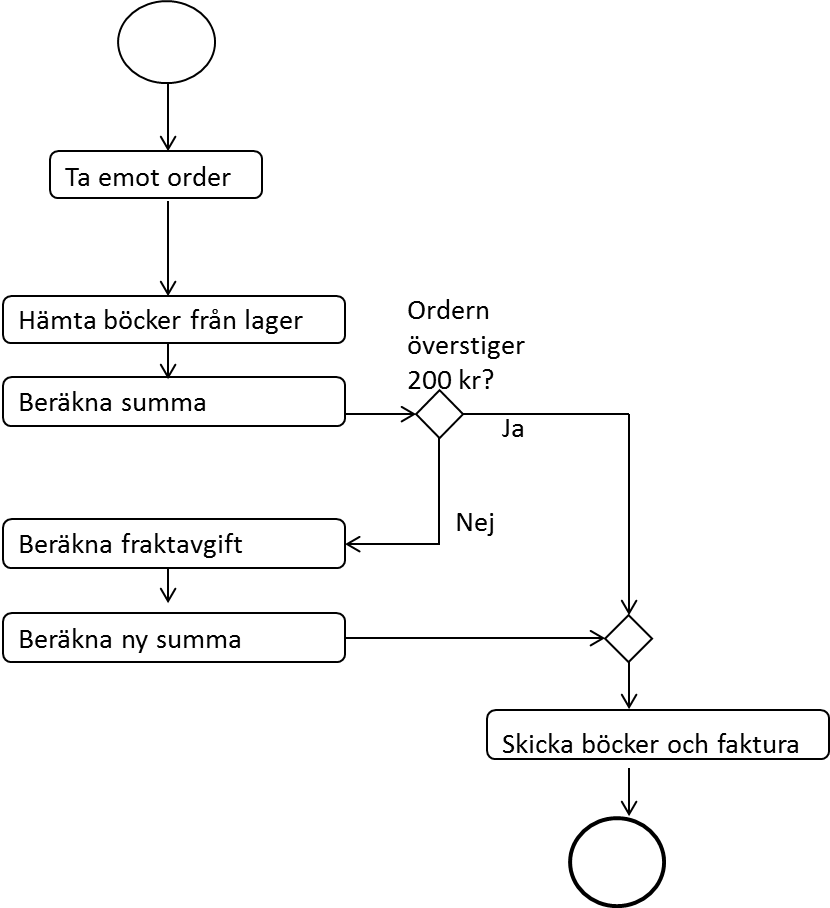 Ta emot order
Hämta böcker från lager
Ordern
överstiger
200 kr?
Beräkna summa
Ja
Nej
Beräkna fraktavgift
Beräkna ny summa
Skicka böcker och faktura